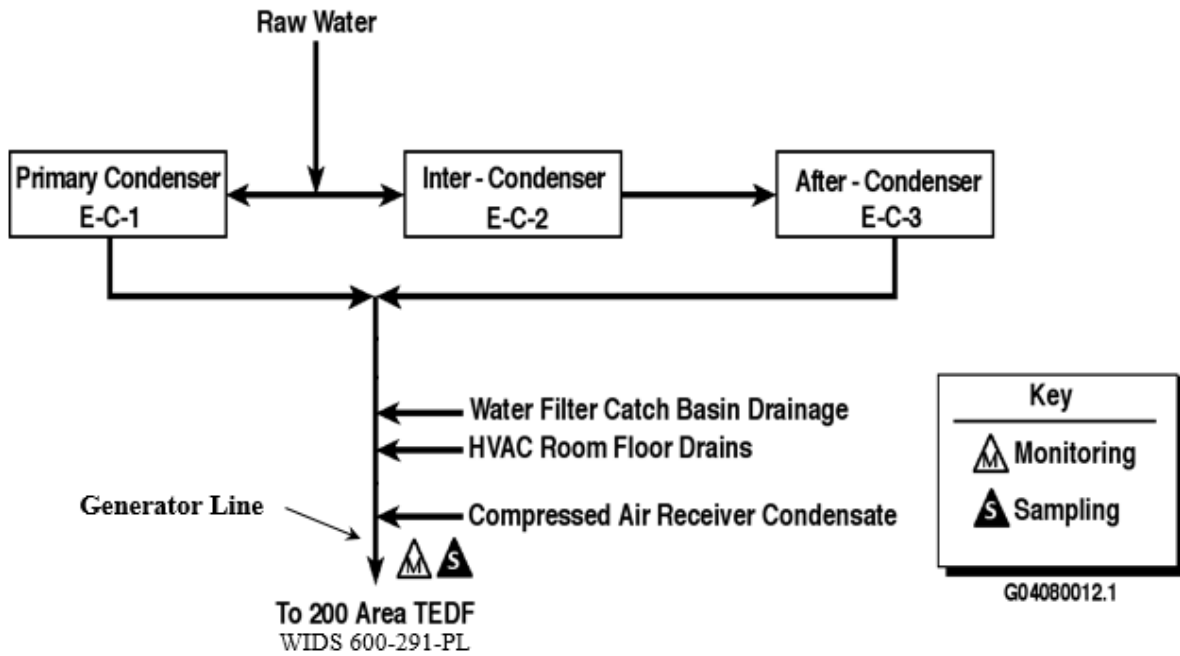 Raw Water
Primary Condenser
E-C-1
Inter - Condenser
E-C-2
After - Condenser
E-C-3
Water Filter Catch Basin Drainage
HVAC Room Floor Drains
Generator Line
Compressed Air Receiver Condensate
M S
To 200 Area TEDF
WIDS 600-291-PL
Key
M Monitoring
S Sampling
G04080012.1